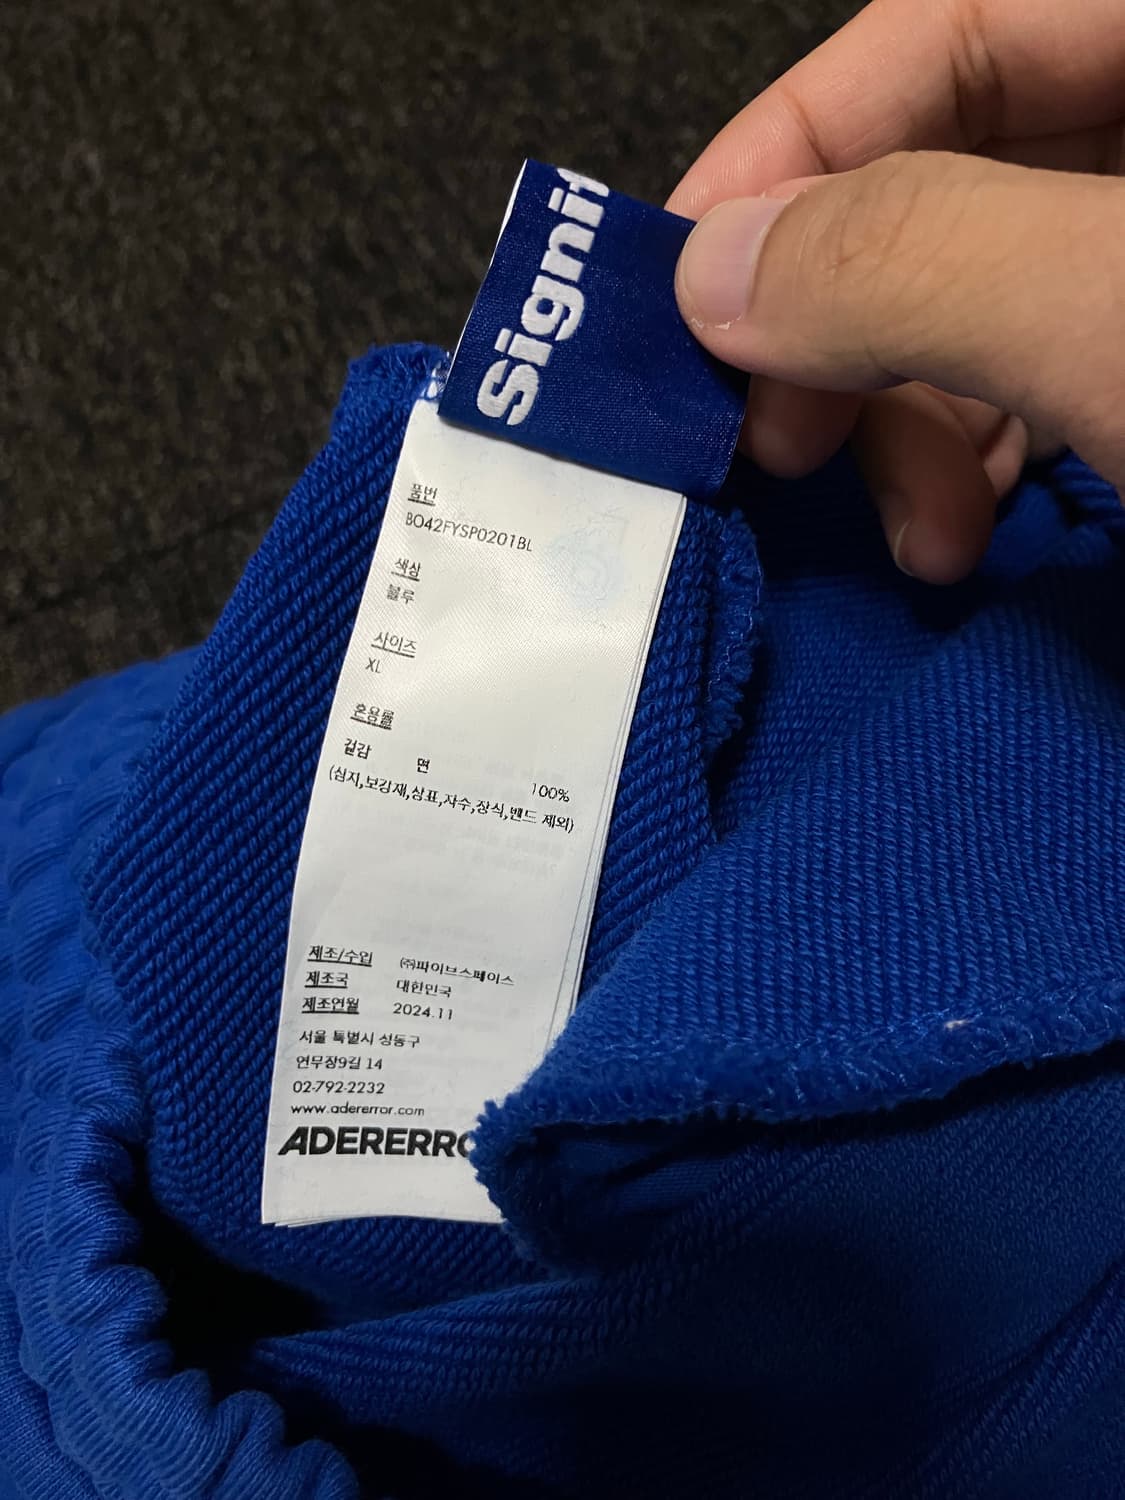 Signif
품번
BO42FYSP0201BL
색상
블루
사이즈
XL
혼용률
겉감 면 100%
(심지,보강재,상표,자수,장식,밴드 제외)
제조/수입 ㈜파이브스페이스
제조국 대한민국
제조연월 2024.11
서울 특별시 성동구
연무장9길 14
02-792-2232
www.adererror.com
ADERERRO